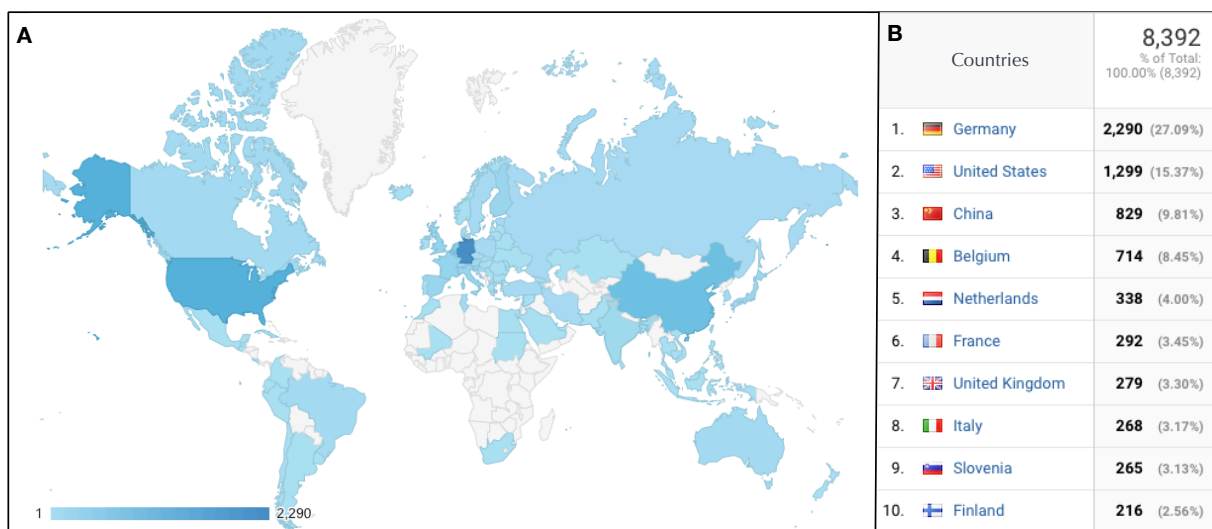 A
1
2,290
B
Countries
8,392
% of Total:
100.00% (8,392)
1. Germany 2,290 (27.09%)
2. United States 1,299 (15.37%)
3. China 829 (9.81%)
4. Belgium 714 (8.45%)
5. Netherlands 338 (4.00%)
6. France 292 (3.45%)
7. United Kingdom 279 (3.30%)
8. Italy 268 (3.17%)
9. Slovenia 265 (3.13%)
10. Finland 216 (2.56%)